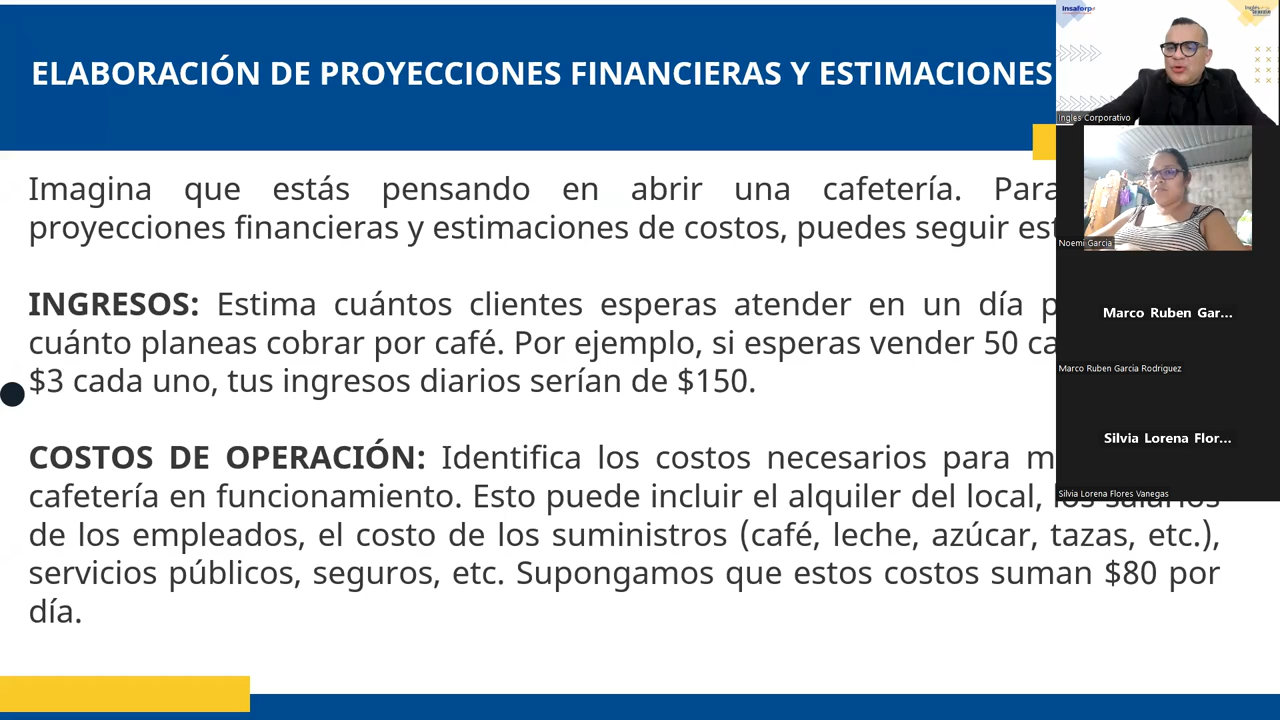 ELABORACIÓN DE PROYECCIONES FINANCIERAS Y ESTIMACIONES
Imagina que estás pensando en abrir una cafetería. Para
proyecciones financieras y estimaciones de costos, puedes seguir
INGRESOS: Estima cuántos clientes esperas atender en un día
cuánto planeas cobrar por café. Por ejemplo, si esperas vender 50
$3 cada uno, tus ingresos diarios serían de $150.
COSTOS DE OPERACIÓN: Identifica los costos necesarios para
cafetería en funcionamiento. Esto puede incluir el alquiler del local, los salarios
de los empleados, el costo de los suministros (café, leche, azúcar, tazas, etc.),
servicios públicos, seguros, etc. Supongamos que estos costos suman $80 por
día.
Insaforp
Ingles Corporativo
Noemi Garcia
Marco Ruben Gar...
Marco Ruben Garcia Rodriguez
Silvia Lorena Flor...
Silvia Lorena Flores Vanegas